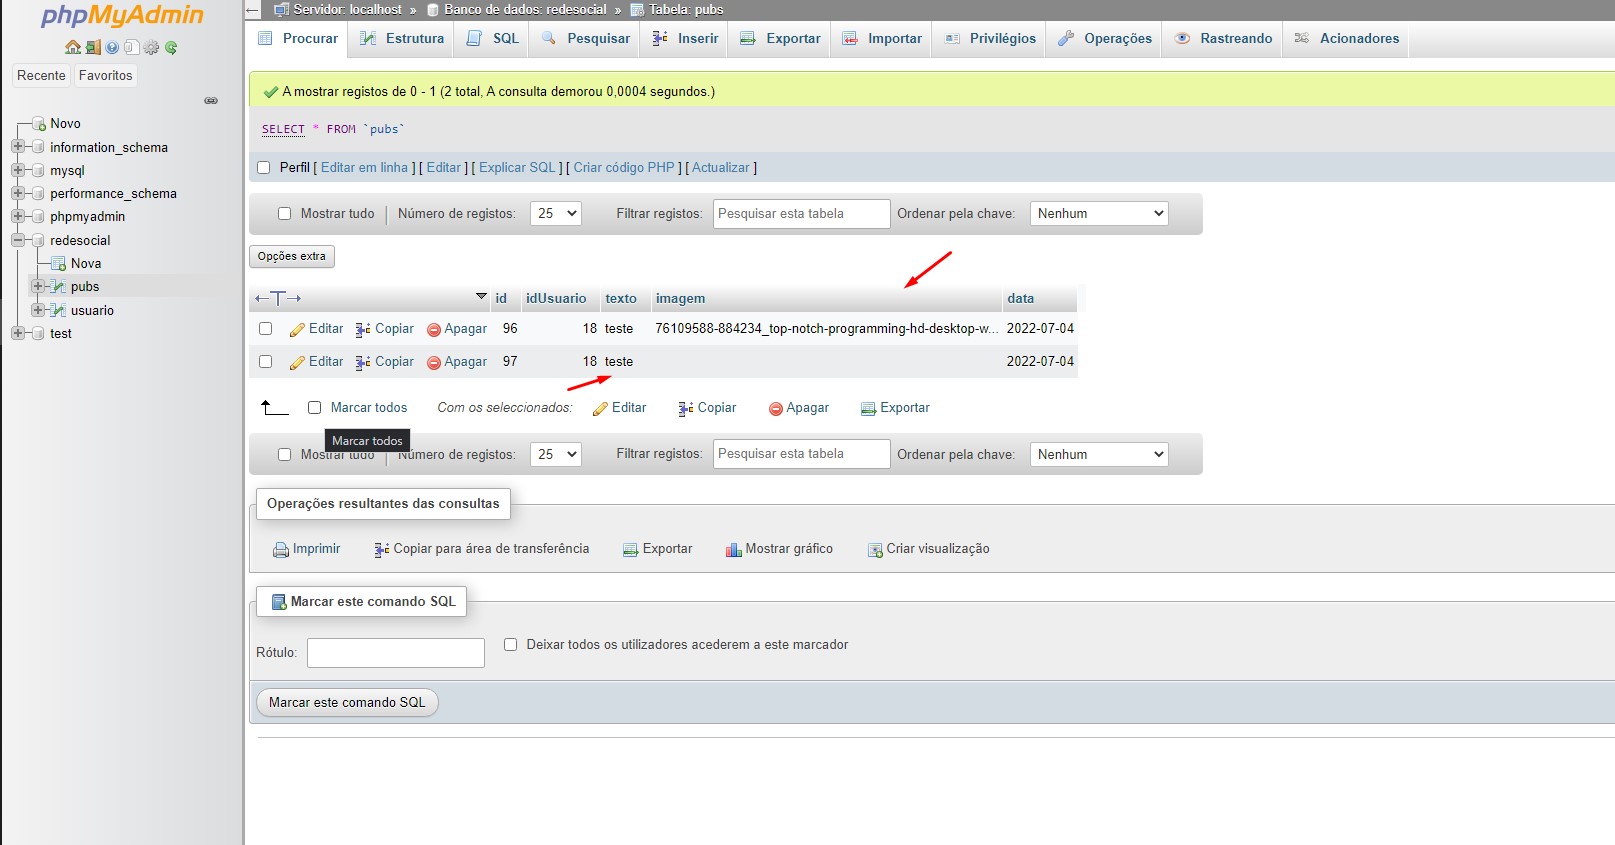 phpMyAdmin
Recente Favoritos
Novo
information_schema
mysql
performance_schema
phpmyadmin
redesocial
Nova
pubs
usuario
test
Servidor: localhost » Banco de dados: redesocial » Tabela: pubs
Procurar Estrutura SQL Pesquisar Inserir Exportar Importar Privilégios Operações Rastreando Acionadores
A mostrar registos de 0 - 1 (2 total, A consulta demorou 0,0004 segundos.)
SELECT * FROM `pubs`
Perfil [ Editar em linha ] [ Editar ] [ Explicar SQL ] [ Criar código PHP ] [ Actualizar ]
Mostrar tudo Número de registos: 25 Filtrar registos: Pesquisar esta tabela Ordenar pela chave: Nenhum
Opções extra
←T→ id idUsuario texto imagem data
Editar Copiar Apagar 96 18 teste 76109588-884234_top-notch-programming-hd-desktop-w... 2022-07-04
Editar Copiar Apagar 97 18 teste 2022-07-04
Marcar todos Com os seleccionados: Editar Copiar Apagar Exportar
Marcar todos
Mostrar tudo Número de registos: 25 Filtrar registos: Pesquisar esta tabela Ordenar pela chave: Nenhum
Operações resultantes das consultas
Imprimir Copiar para área de transferência Exportar Mostrar gráfico Criar visualização
Marcar este comando SQL
Rótulo: Deixar todos os utilizadores acederem a este marcador
Marcar este comando SQL